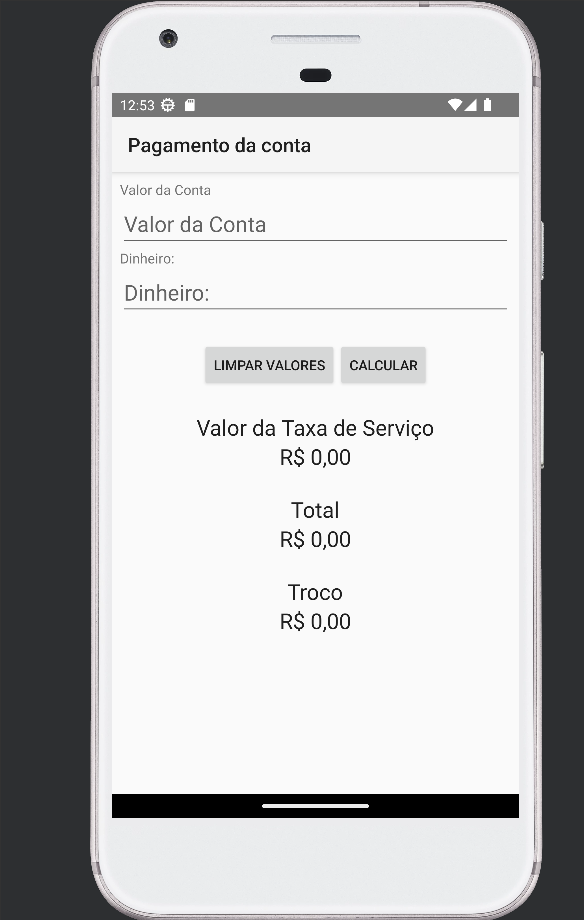 12:53
Pagamento da conta
Valor da Conta
Valor da Conta
Dinheiro:
Dinheiro:
LIMPAR VALORES CALCULAR
Valor da Taxa de Serviço
R$ 0,00
Total
R$ 0,00
Troco
R$ 0,00